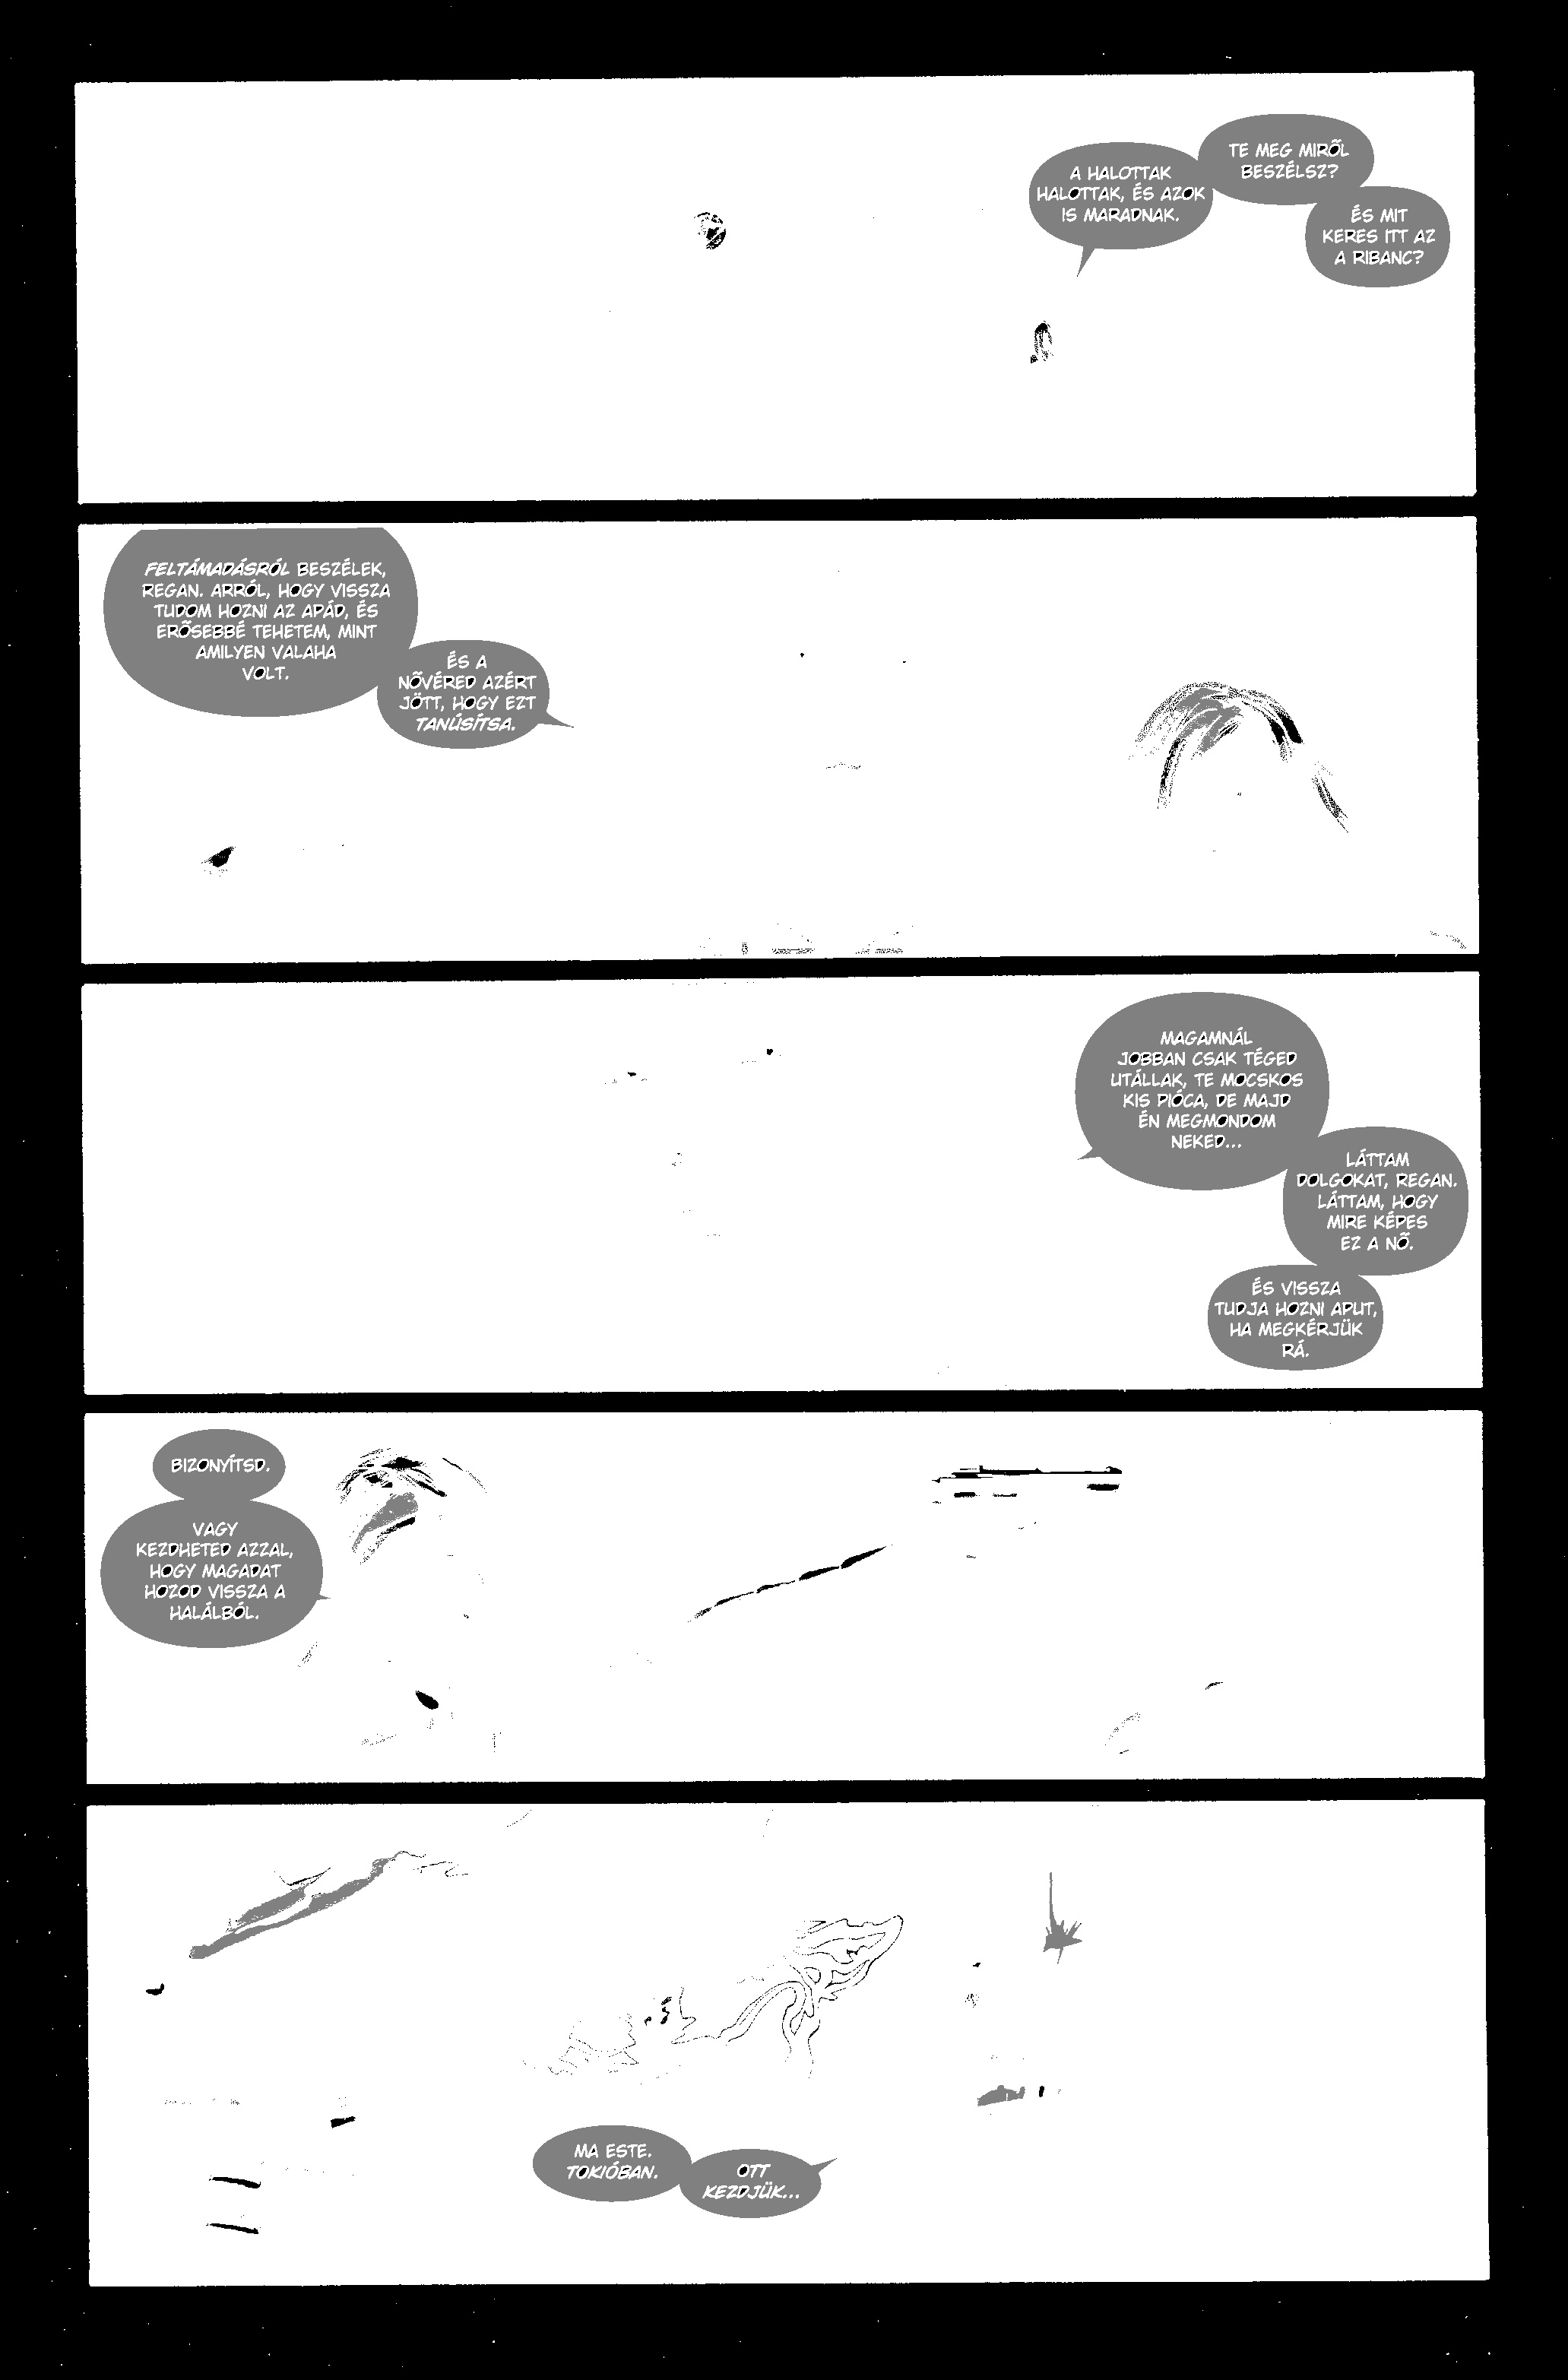 A HALOTTAK
HALOTTAK, ÉS AZOK
IS MARADNAK.
TE MEG MIRŐL
BESZÉLSZ?
ÉS MIT
KERES ITT AZ
A RIBANC?
FELTÁMADÁSRÓL BESZÉLEK,
REGAN. ARRÓL, HOGY VISSZA
TUDOM HOZNI AZ APÁD, ÉS
ERŐSEBBÉ TEHETEM, MINT
AMILYEN VALAHA
VOLT.
ÉS A
NŐVÉRED AZÉRT
JÖTT, HOGY EZT
TANÚSÍTSA.
MAGAMNÁL
JOBBAN CSAK TÉGED
UTÁLLAK, TE MOCSKOS
KIS PIÓCA, DE MAJD
ÉN MEGMONDOM
NEKED...
LÁTTAM
DOLGOKAT, REGAN.
LÁTTAM, HOGY
MIRE KÉPES
EZ A NŐ.
ÉS VISSZA
TUDJA HOZNI APUT,
HA MEGKÉRJÜK
RÁ.
BIZONYÍTSD.
VAGY
KEZDHETED AZZAL,
HOGY MAGADAT
HOZOD VISSZA A
HALÁLBÓL.
MA ESTE.
TOKIÓBAN.
OTT
KEZDJÜK...